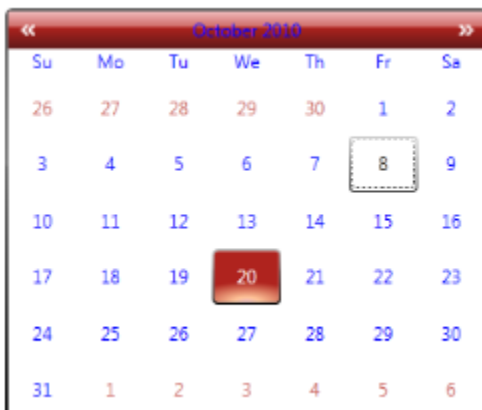 « October 2010 »
Su Mo Tu We Th Fr Sa
26 27 28 29 30 1 2
3 4 5 6 7 8 9
10 11 12 13 14 15 16
17 18 19 20 21 22 23
24 25 26 27 28 29 30
31 1 2 3 4 5 6